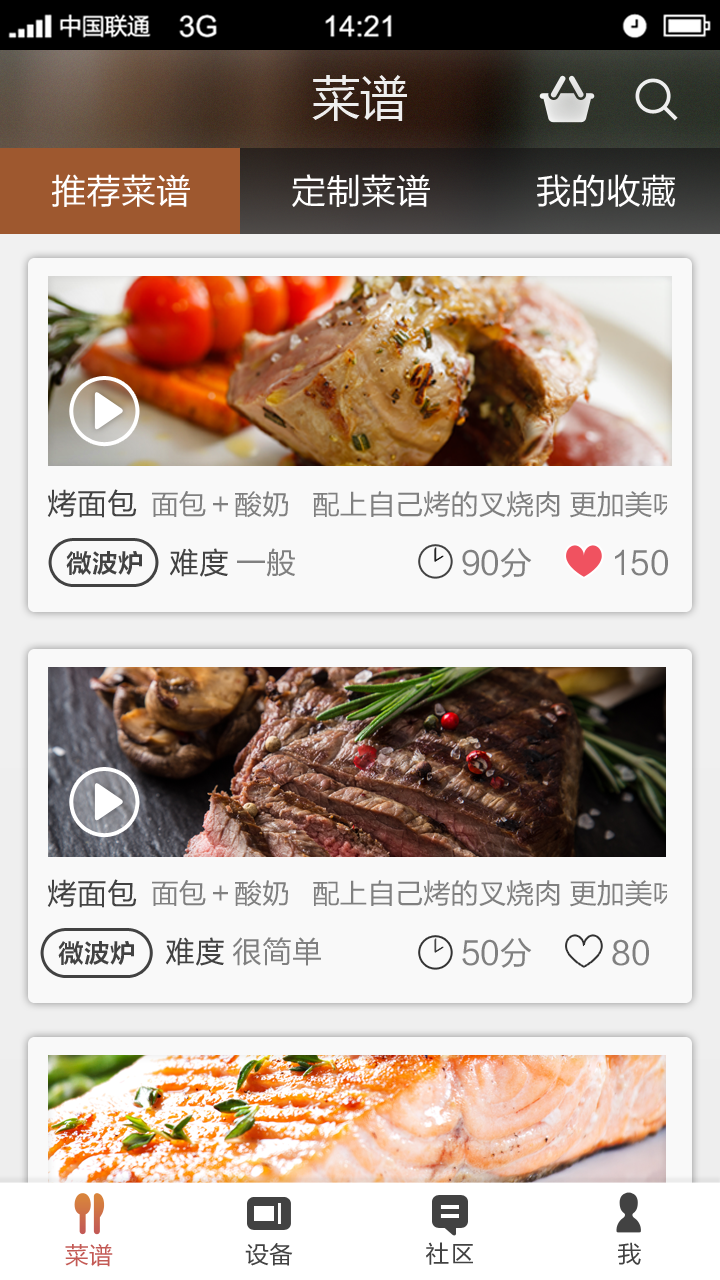 中国联通 3G 14:21
菜谱
推荐菜谱 定制菜谱 我的收藏
烤面包 面包+酸奶 配上自己烤的叉烧肉 更加美味
微波炉 难度 一般 90分 150
烤面包 面包+酸奶 配上自己烤的叉烧肉 更加美味
微波炉 难度 很简单 50分 80
菜谱 设备 社区 我